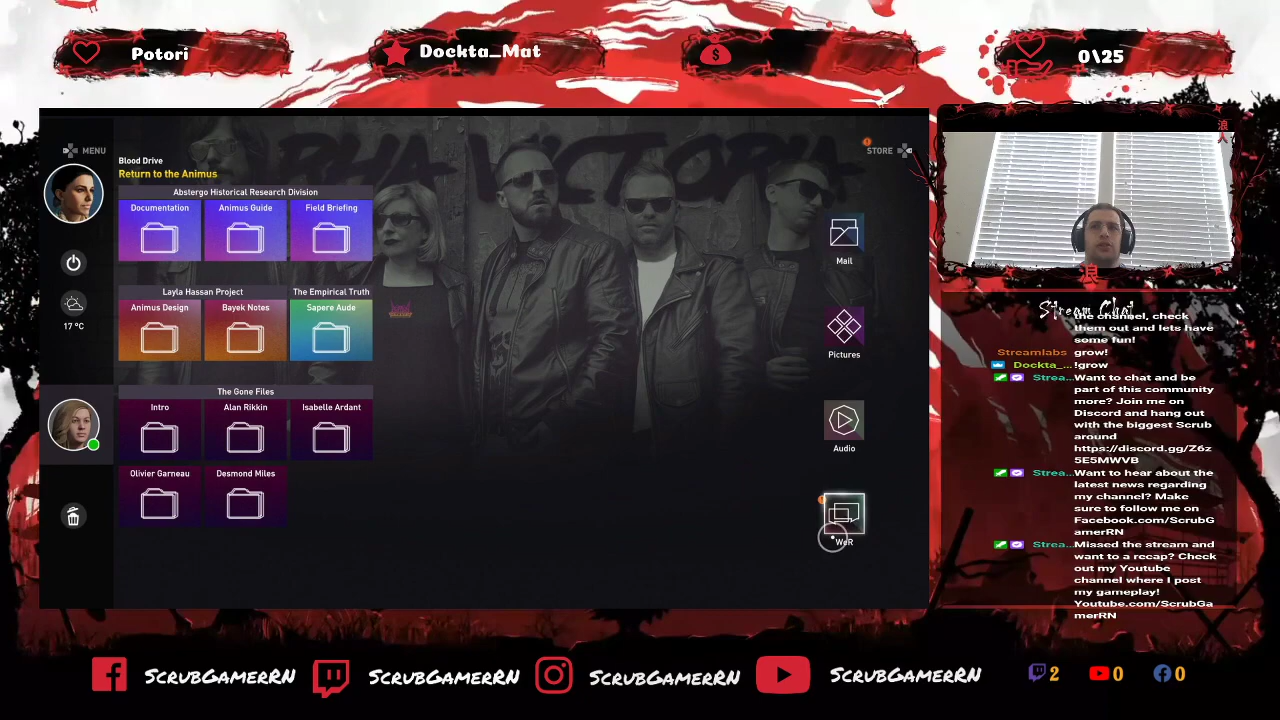 Potori
Dockta_Mat
0\25
MENU
STORE
Blood Drive
Return to the Animus
Abstergo Historical Research Division
Documentation
Animus Guide
Field Briefing
17 °C
Layla Hassan Project
The Empirical Truth
Animus Design
Bayek Notes
Sapere Aude
The Gone Files
Intro
Alan Rikkin
Isabelle Ardant
Olivier Garneau
Desmond Miles
Mail
Pictures
Audio
浪人
浪
Stream Chat
the channel, check
them out and lets have
some fun!
Streamlabs grow!
Dockta_...!grow
Strea...Want to chat and be
part of this community
more? Join me on
Discord and hang out
with the biggest Scrub
around
https://discord.gg/Z6z
5E5MWVB
Strea...Want to hear about the
latest news regarding
my channel? Make
sure to follow me on
Facebook.com/ScrubG
amerRN
Strea...Missed the stream and
want to a recap? Check
out my Youtube
channel where I post
my gameplay!
Youtube.com/ScrubGa
merRN
ScrubGamerRN
ScrubGamerRN
ScrubGamerRN
ScrubGamerRN
2
0
0